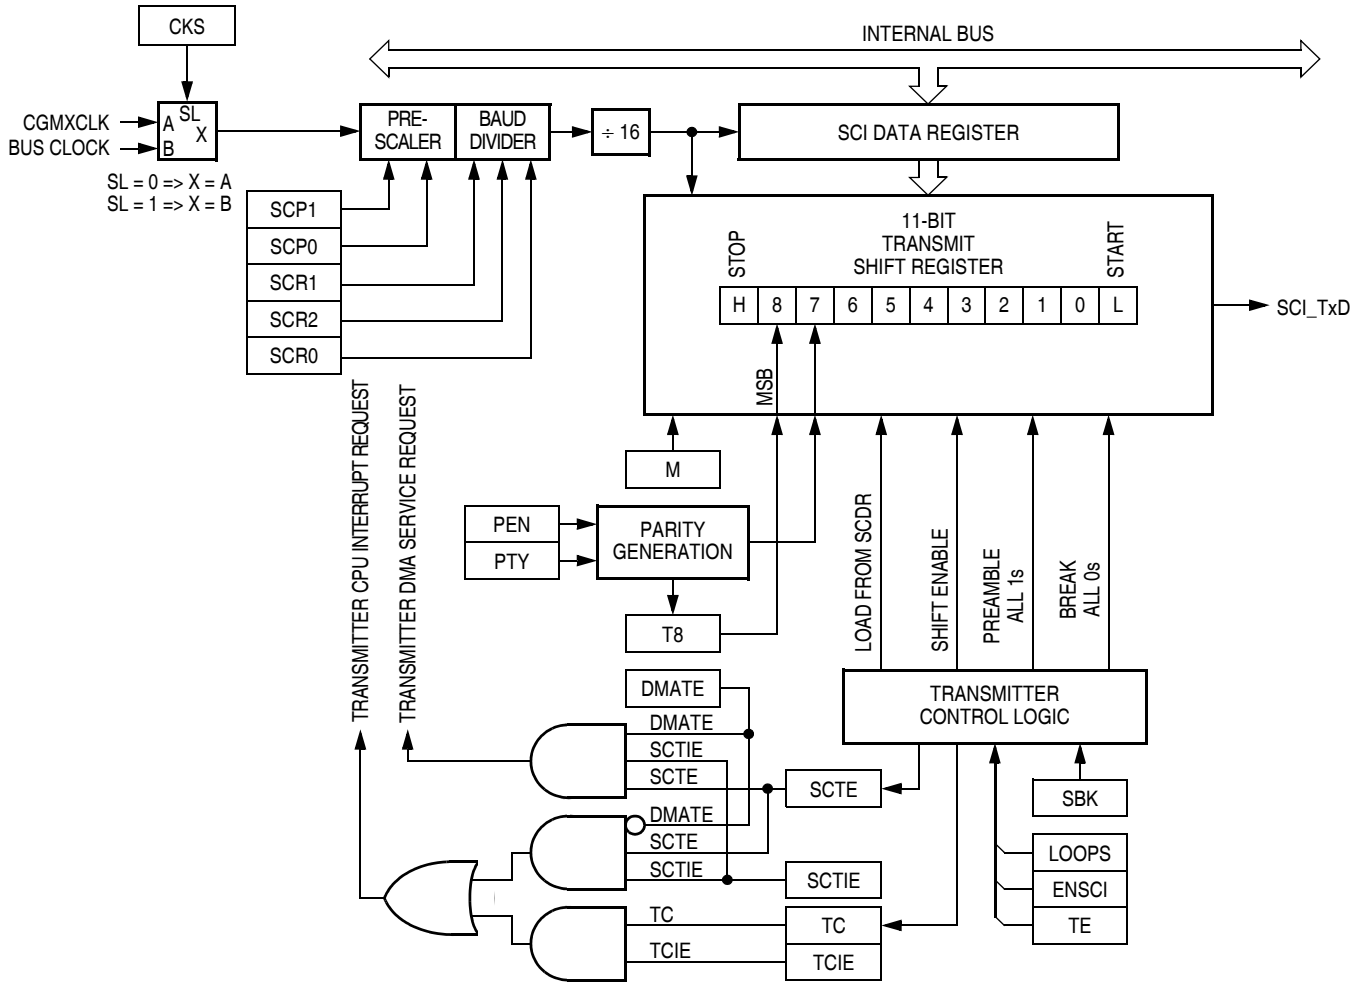 CKS
INTERNAL BUS
CGMXCLK
BUS CLOCK
A
SL
X
B
SL = 0 => X = A
SL = 1 => X = B
PRE-
SCALER
BAUD
DIVIDER
÷ 16
SCI DATA REGISTER
SCP1
SCP0
SCR1
SCR2
SCR0
11-BIT
TRANSMIT
SHIFT REGISTER
STOP
START
H 8 7 6 5 4 3 2 1 0 L
SCI_TxD
MSB
M
PEN
PTY
PARITY
GENERATION
T8
TRANSMITTER CPU INTERRUPT REQUEST
TRANSMITTER DMA SERVICE REQUEST
LOAD FROM SCDR
SHIFT ENABLE
PREAMBLE
ALL 1s
BREAK
ALL 0s
TRANSMITTER
CONTROL LOGIC
DMATE
DMATE
SCTIE
SCTE
SCTE
DMATE
SCTE
SCTIE
SCTIE
TC
TC
TCIE
TCIE
SBK
LOOPS
ENSCI
TE